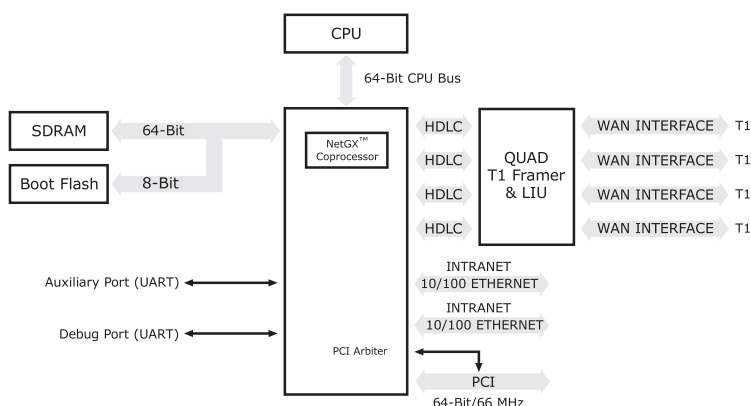 CPU
64-Bit CPU Bus
SDRAM
64-Bit
Boot Flash
8-Bit
NetGX™
Coprocessor
HDLC
HDLC
HDLC
HDLC
QUAD
T1 Framer
& LIU
WAN INTERFACE T1
WAN INTERFACE T1
WAN INTERFACE T1
WAN INTERFACE T1
Auxiliary Port (UART)
Debug Port (UART)
INTRANET
10/100 ETHERNET
INTRANET
10/100 ETHERNET
PCI Arbiter
PCI
64-Bit/66 MHz